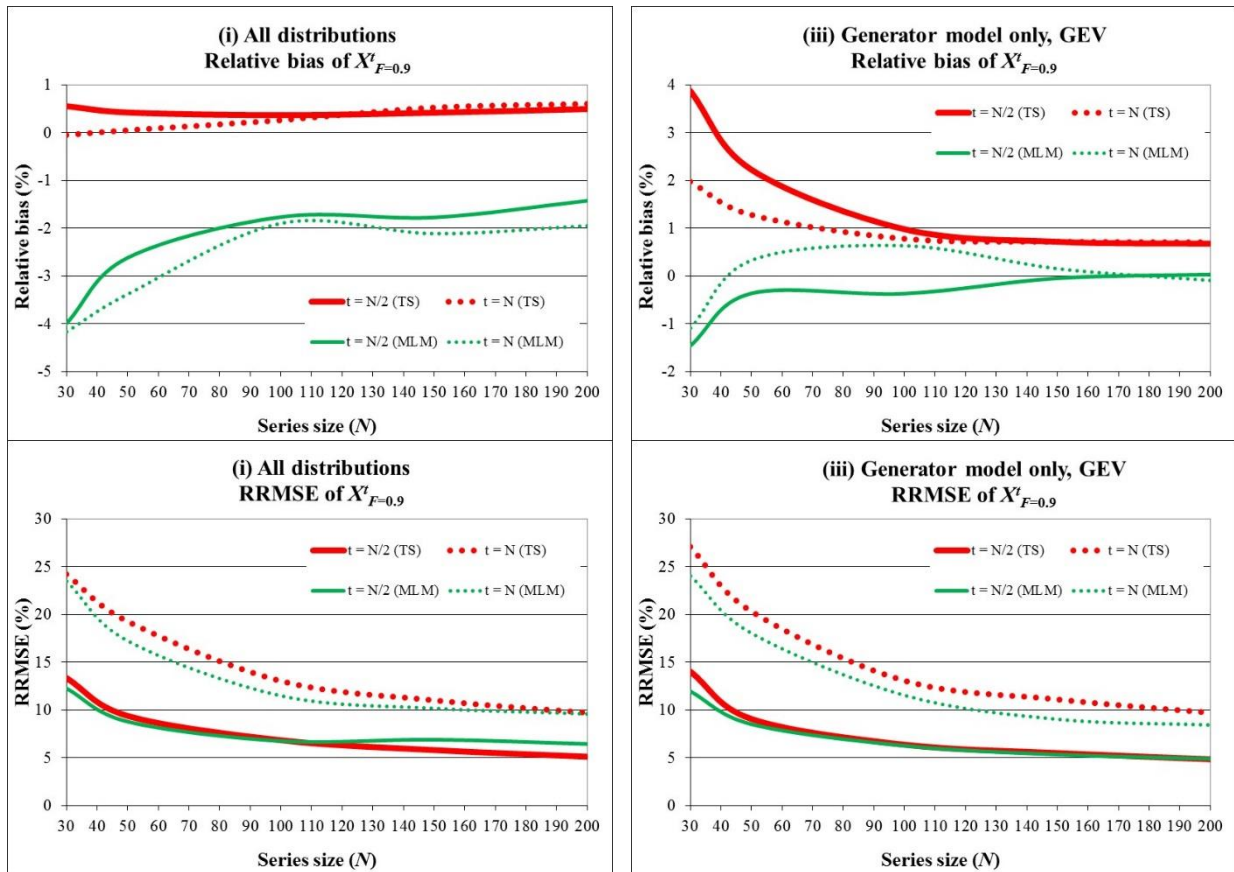 (i) All distributions
Relative bias of XᵗF=0.9
Relative bias (%)
1
0
-1
-2
-3
-4
-5
t = N/2 (TS) t = N (TS)
t = N/2 (MLM) t = N (MLM)
30 40 50 60 70 80 90 100 110 120 130 140 150 160 170 180 190 200
Series size (N)
(iii) Generator model only, GEV
Relative bias of XᵗF=0.9
Relative bias (%)
4
3
2
1
0
-1
-2
t = N/2 (TS) t = N (TS)
t = N/2 (MLM) t = N (MLM)
30 40 50 60 70 80 90 100 110 120 130 140 150 160 170 180 190 200
Series size (N)
(i) All distributions
RRMSE of XᵗF=0.9
RRMSE (%)
30
25
20
15
10
5
0
t = N/2 (TS) t = N (TS)
t = N/2 (MLM) t = N (MLM)
30 40 50 60 70 80 90 100 110 120 130 140 150 160 170 180 190 200
Series size (N)
(iii) Generator model only, GEV
RRMSE of XᵗF=0.9
RRMSE (%)
30
25
20
15
10
5
0
t = N/2 (TS) t = N (TS)
t = N/2 (MLM) t = N (MLM)
30 40 50 60 70 80 90 100 110 120 130 140 150 160 170 180 190 200
Series size (N)